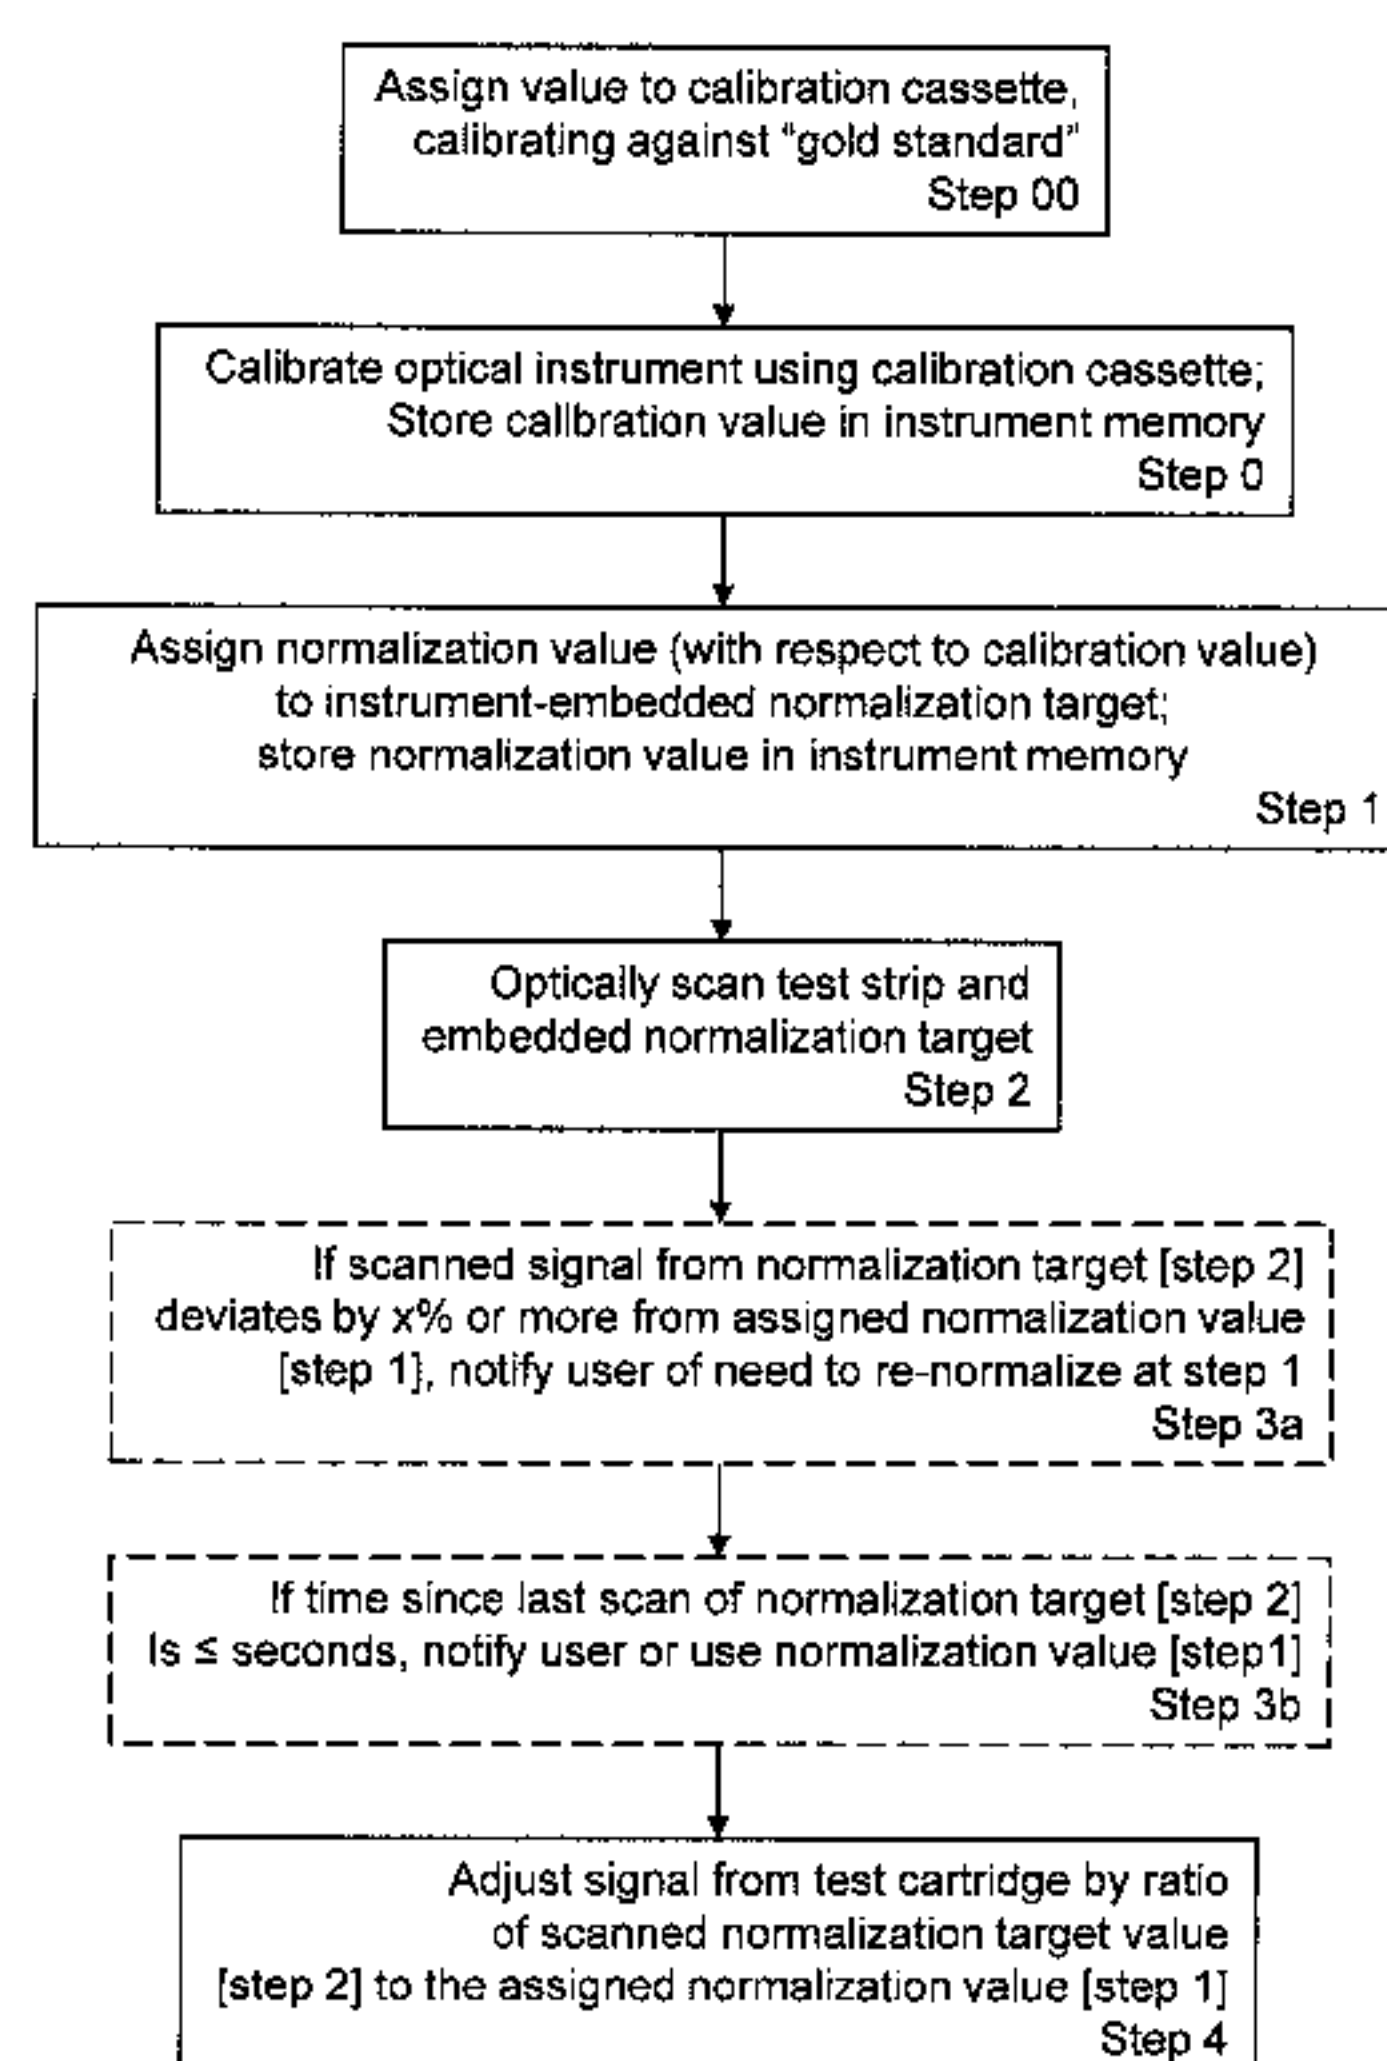 Assign value to calibration cassette,
calibrating against "gold standard"
Step 00
Calibrate optical instrument using calibration cassette;
Store calibration value in instrument memory
Step 0
Assign normalization value (with respect to calibration value)
to instrument-embedded normalization target;
store normalization value in instrument memory
Step 1
Optically scan test strip and
embedded normalization target
Step 2
If scanned signal from normalization target [step 2]
deviates by x% or more from assigned normalization value
[step 1], notify user of need to re-normalize at step 1
Step 3a
If time since last scan of normalization target [step 2]
Is ≤ seconds, notify user or use normalization value [step1]
Step 3b
Adjust signal from test cartridge by ratio
of scanned normalization target value
[step 2] to the assigned normalization value [step 1]
Step 4